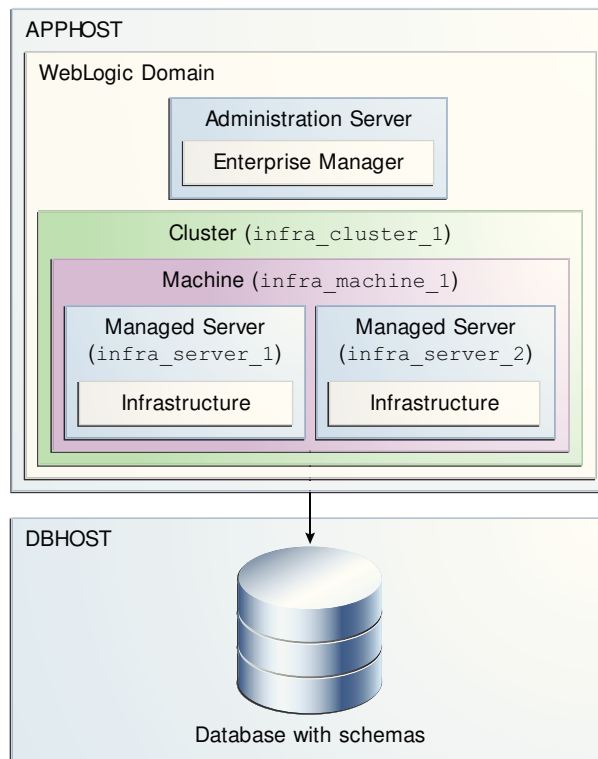 APPHOST
WebLogic Domain
Administration Server
Enterprise Manager
Cluster (infra_cluster_1)
Machine (infra_machine_1)
Managed Server
(infra_server_1)
Infrastructure
Managed Server
(infra_server_2)
Infrastructure
DBHOST
Database with schemas